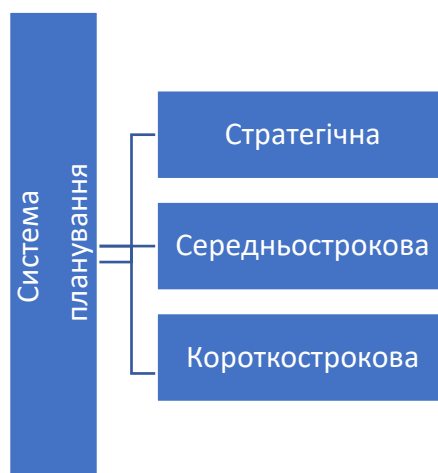 Система
планування
Стратегічна
Середньострокова
Короткострокова